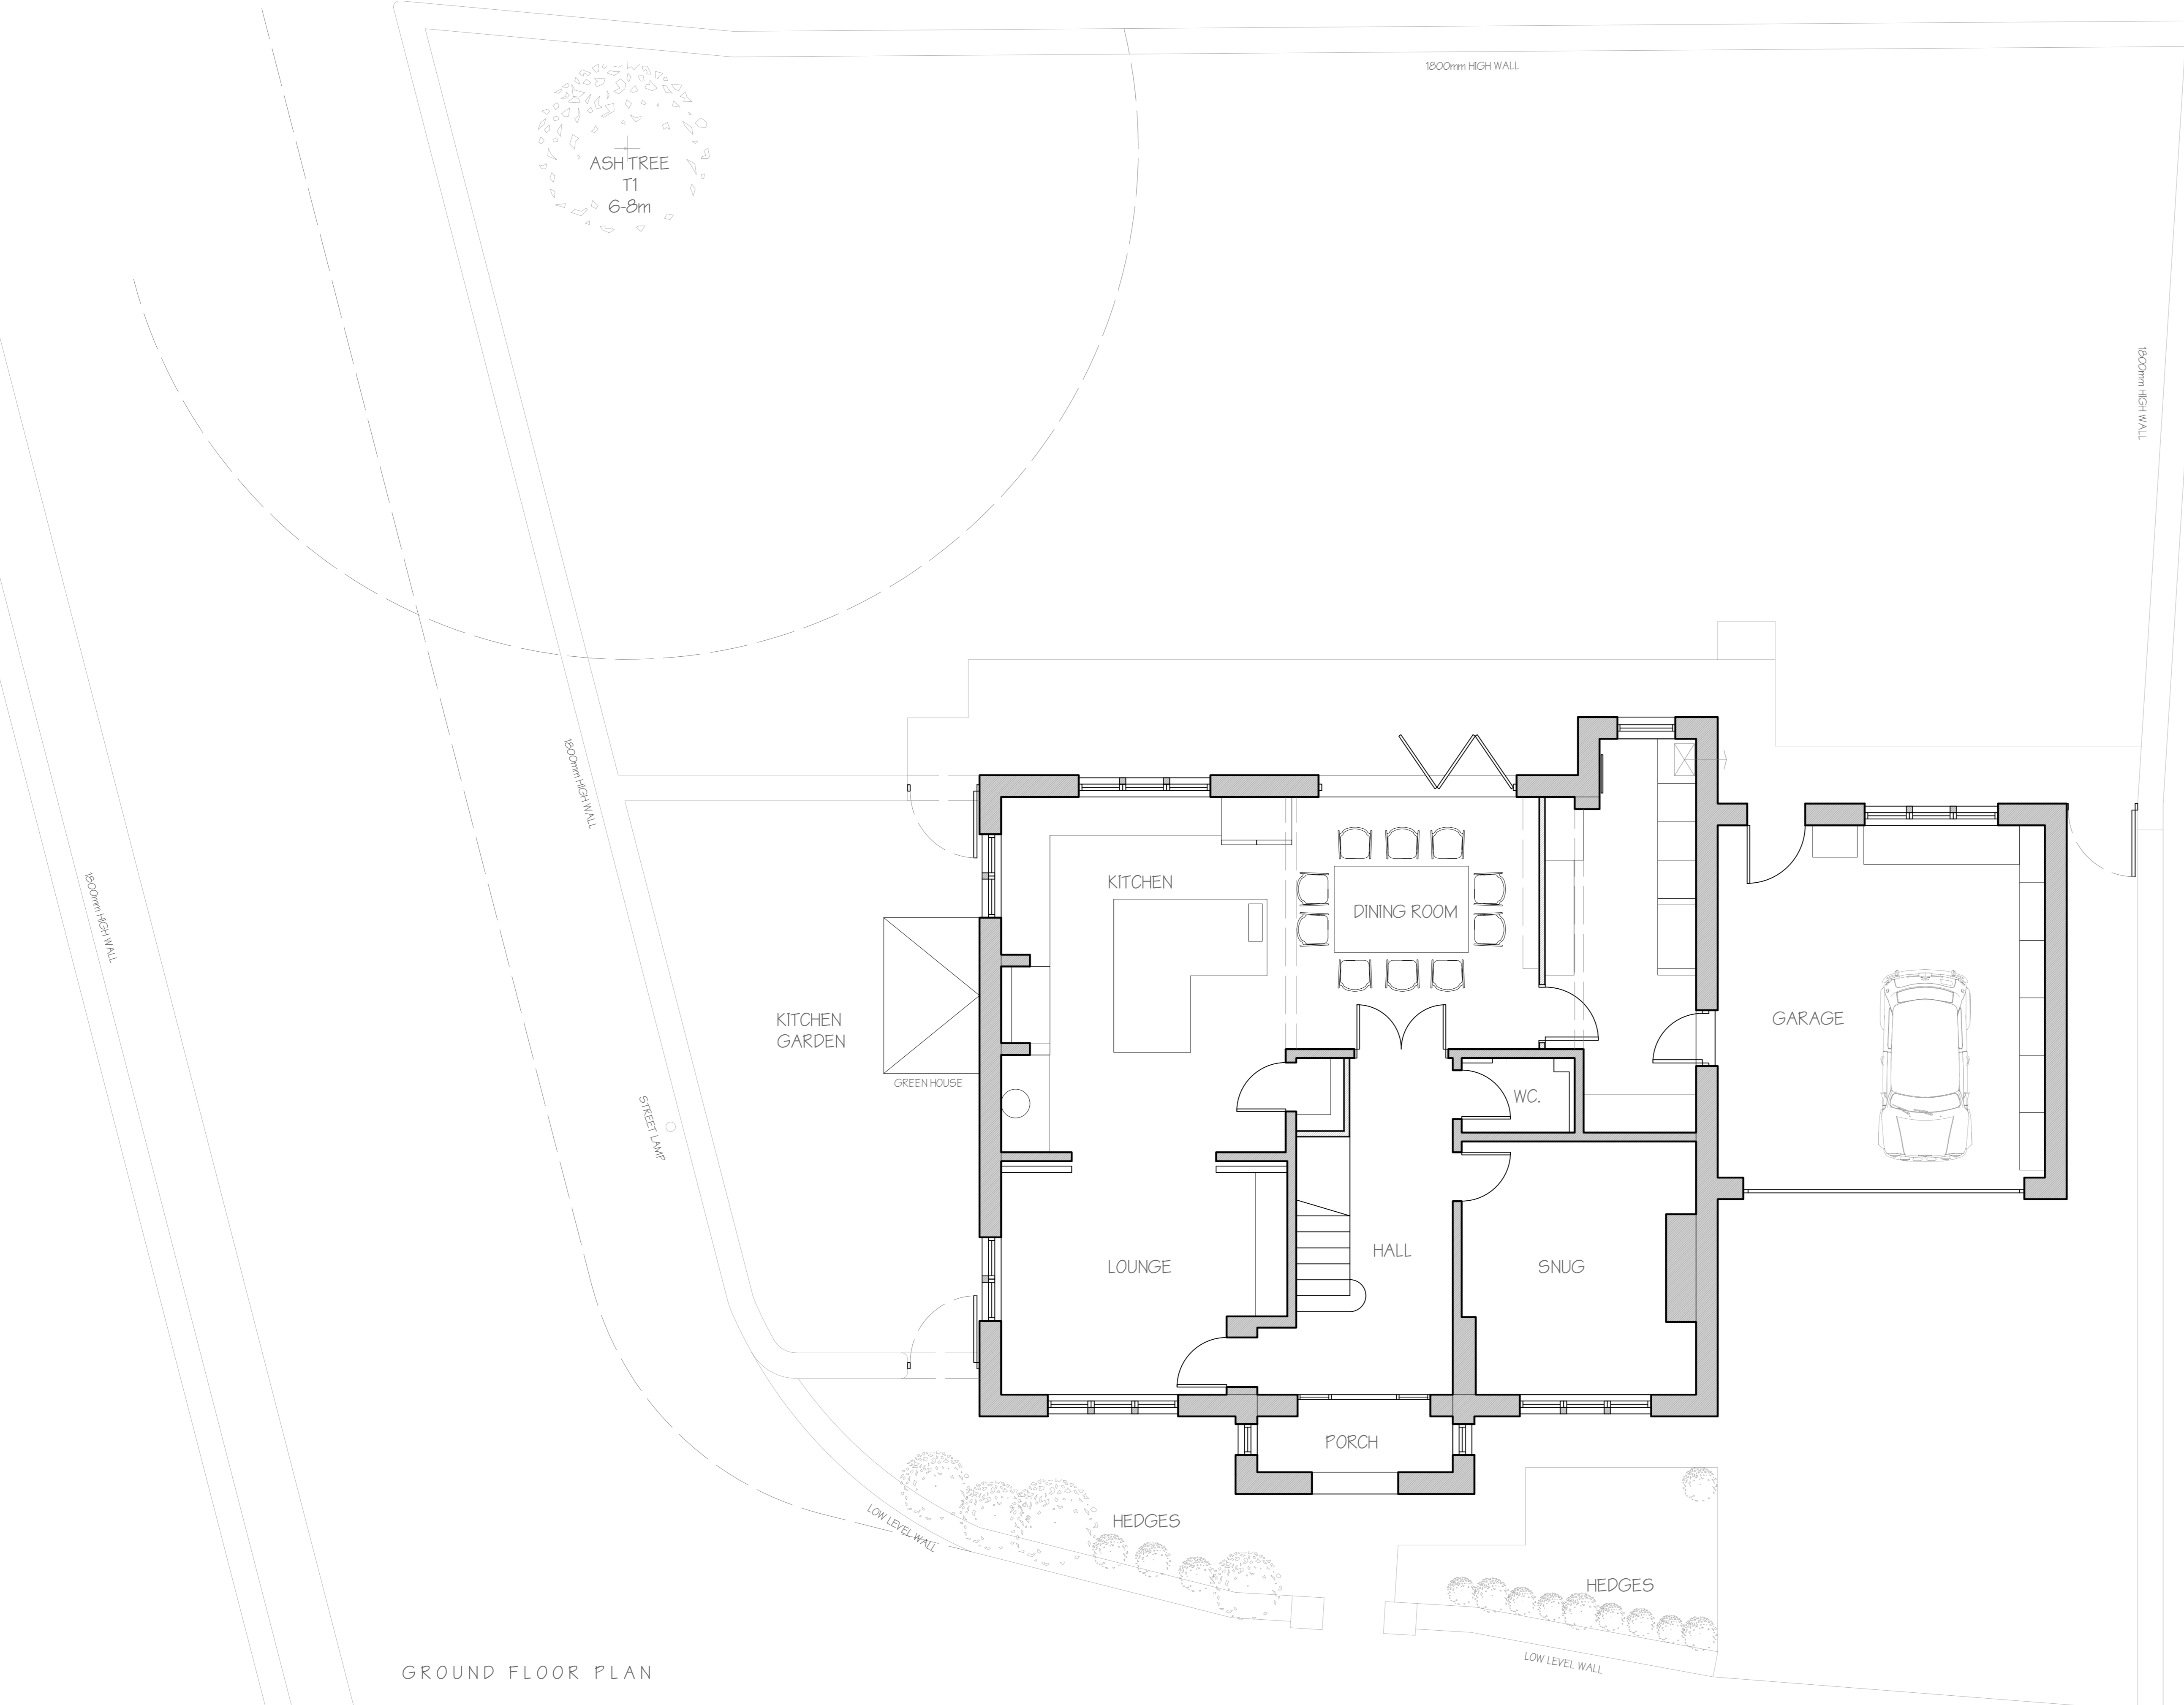 1800mm HIGH WALL
ASH TREE
T1
6-8m
1800mm HIGH WALL
1800mm HIGH WALL
1800mm HIGH WALL
KITCHEN
DINING ROOM
KITCHEN
GARDEN
GARAGE
GREEN HOUSE
WC.
STREET LAMP
HALL
LOUNGE
SNUG
PORCH
LOW LEVEL WALL
HEDGES
HEDGES
LOW LEVEL WALL
GROUND FLOOR PLAN